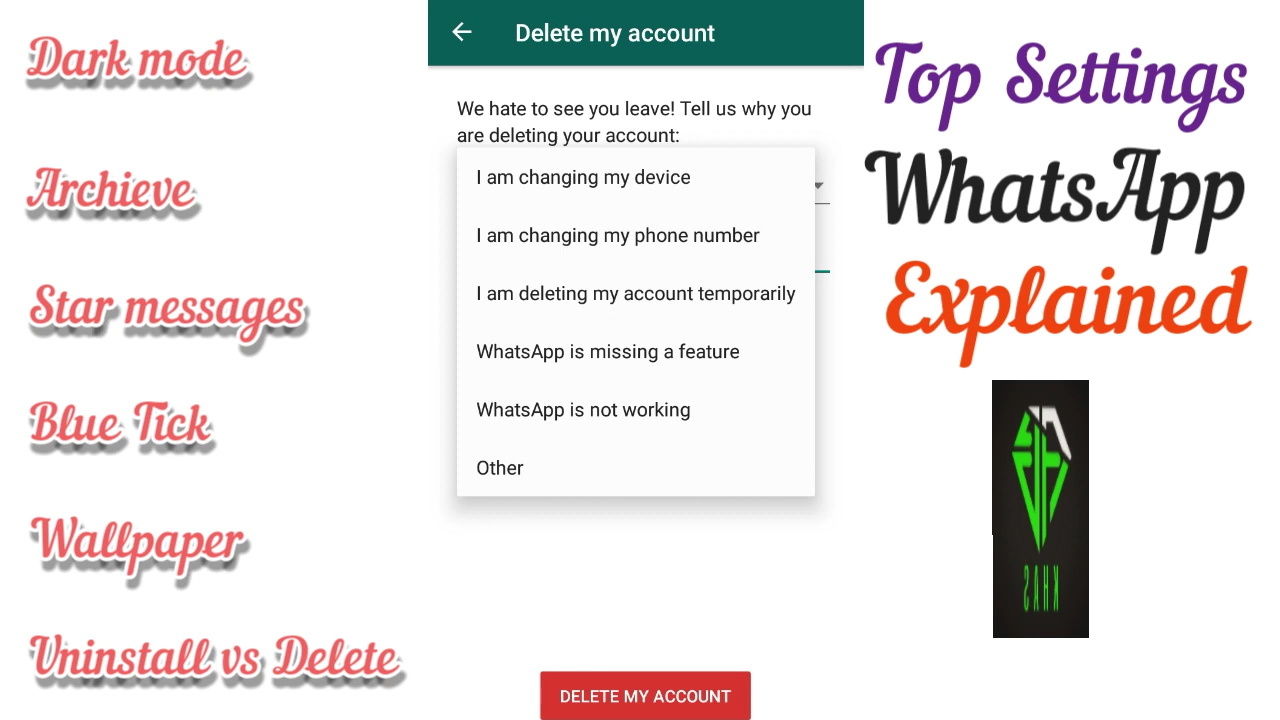 Dark mode
Archieve
Star messages
Blue Tick
Wallpaper
Uninstall vs Delete
Delete my account
We hate to see you leave! Tell us why you
are deleting your account:
I am changing my device
I am changing my phone number
I am deleting my account temporarily
WhatsApp is missing a feature
WhatsApp is not working
Other
DELETE MY ACCOUNT
Top Settings
WhatsApp
Explained
KHAS